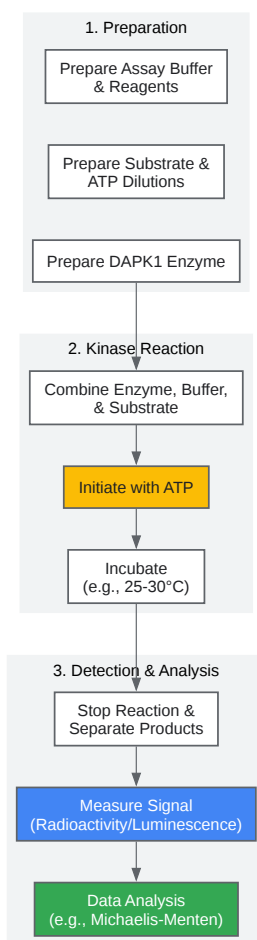 1. Preparation
Prepare Assay Buffer
& Reagents
Prepare Substrate &
ATP Dilutions
Prepare DAPK1 Enzyme
2. Kinase Reaction
Combine Enzyme, Buffer,
& Substrate
Initiate with ATP
Incubate
(e.g., 25-30°C)
3. Detection & Analysis
Stop Reaction &
Separate Products
Measure Signal
(Radioactivity/Luminescence)
Data Analysis
(e.g., Michaelis-Menten)